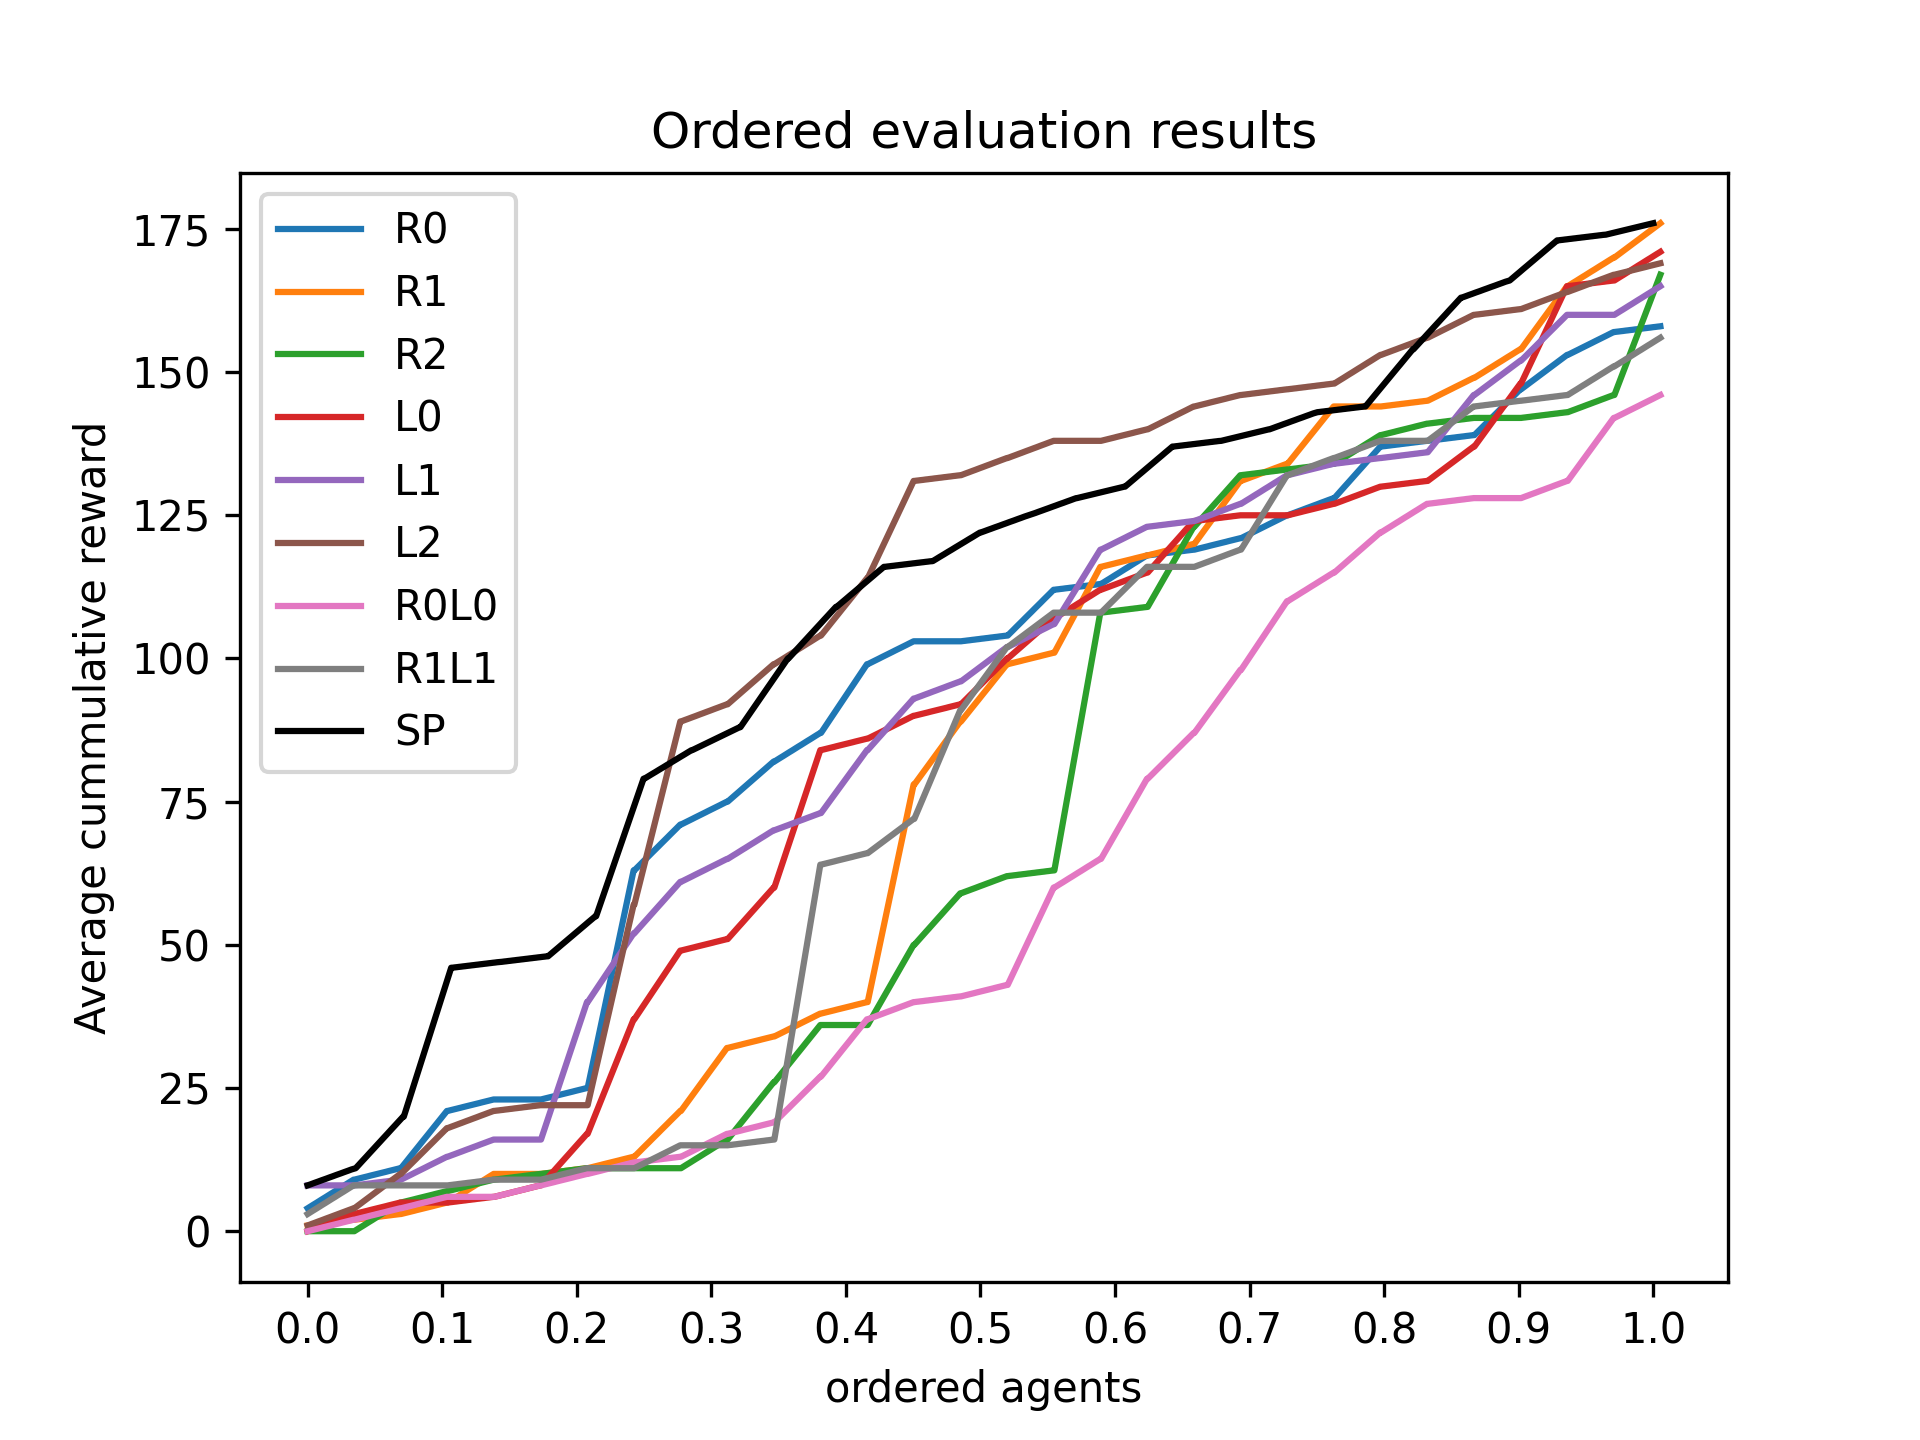 Ordered evaluation results
Average cummulative reward
175
150
125
100
75
50
25
0
R0
R1
R2
L0
L1
L2
R0L0
R1L1
SP
0.0 0.1 0.2 0.3 0.4 0.5 0.6 0.7 0.8 0.9 1.0
ordered agents